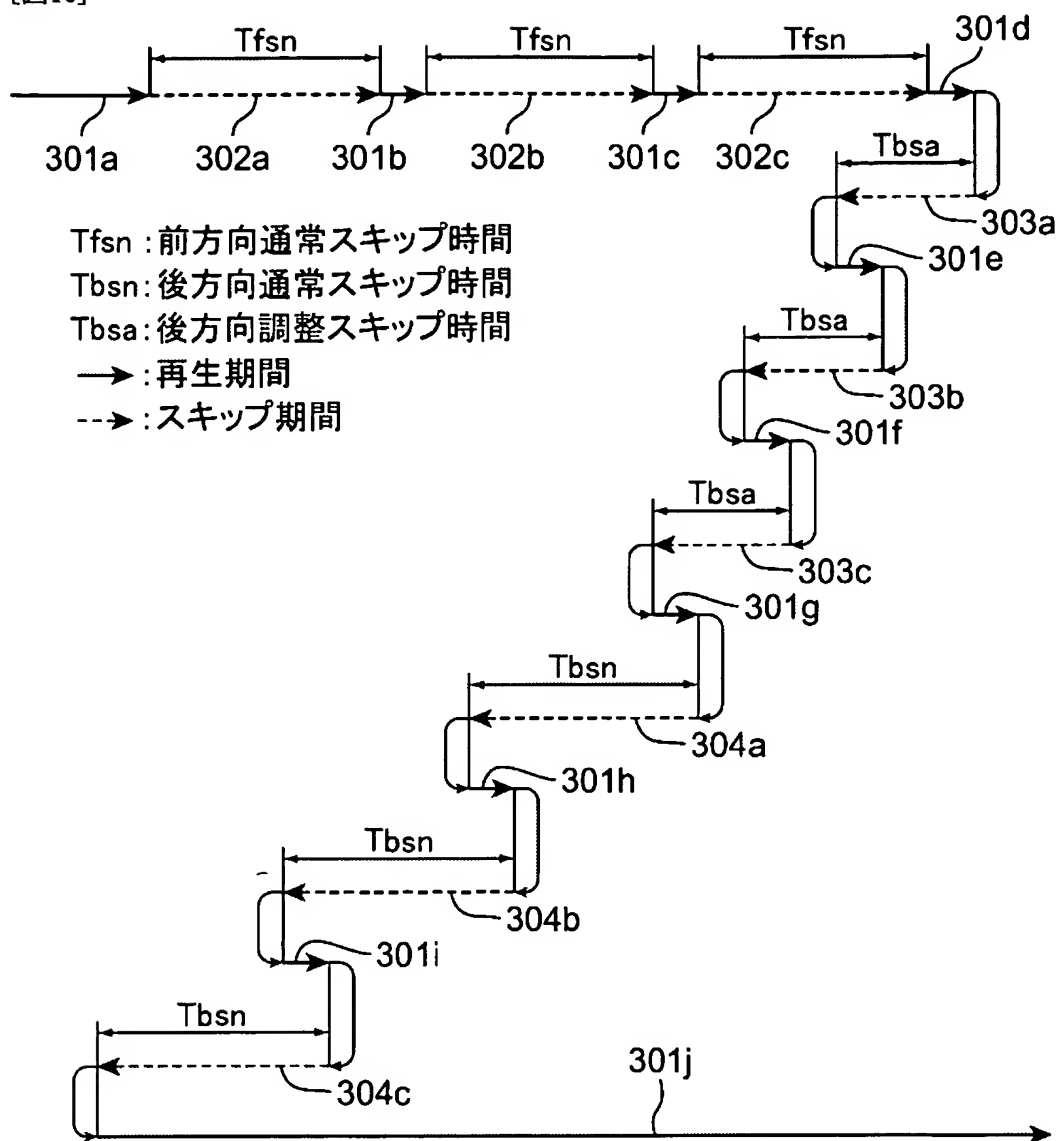 Tfsn Tfsn Tfsn 301d
301a 302a 301b 302b 301c 302c
Tbsa
303a
Tfsn:前方向通常スキップ時間
301e
Tbsn:後方向通常スキップ時間
Tbsa:後方向調整スキップ時間
Tbsa
:再生期間
303b
:スキップ期間
301f
Tbsa
303c
301g
Tbsn
304a
301h
Tbsn
304b
301i
Tbsn
301j
304c